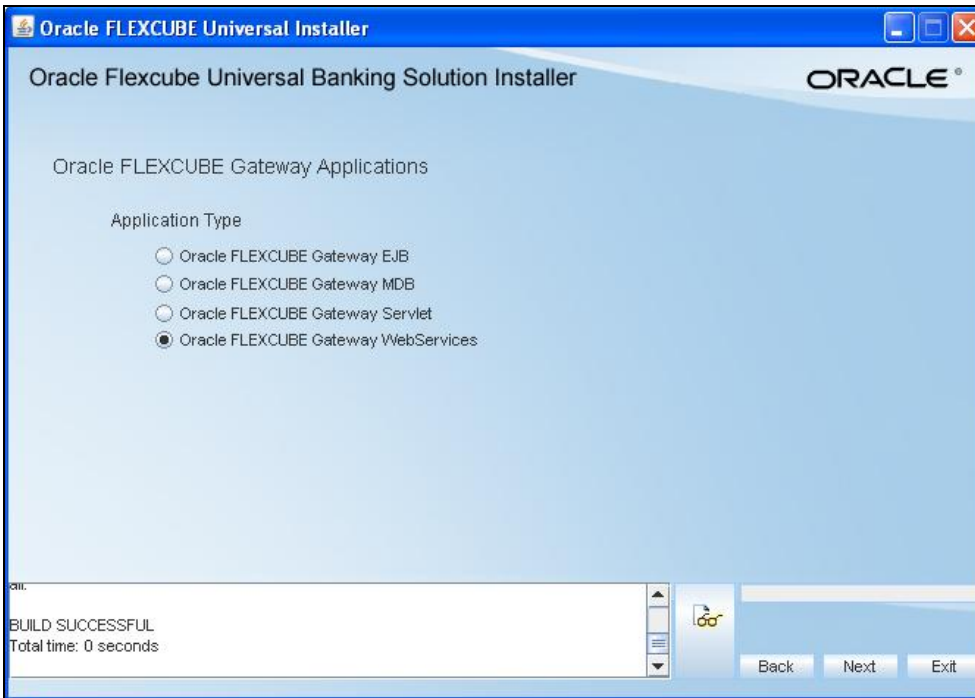 Oracle FLEXCUBE Universal Installer
Oracle Flexcube Universal Banking Solution Installer
ORACLE®
Oracle FLEXCUBE Gateway Applications
Application Type
Oracle FLEXCUBE Gateway EJB
Oracle FLEXCUBE Gateway MDB
Oracle FLEXCUBE Gateway Servlet
Oracle FLEXCUBE Gateway WebServices
BUILD SUCCESSFUL
Total time: 0 seconds
Back Next Exit